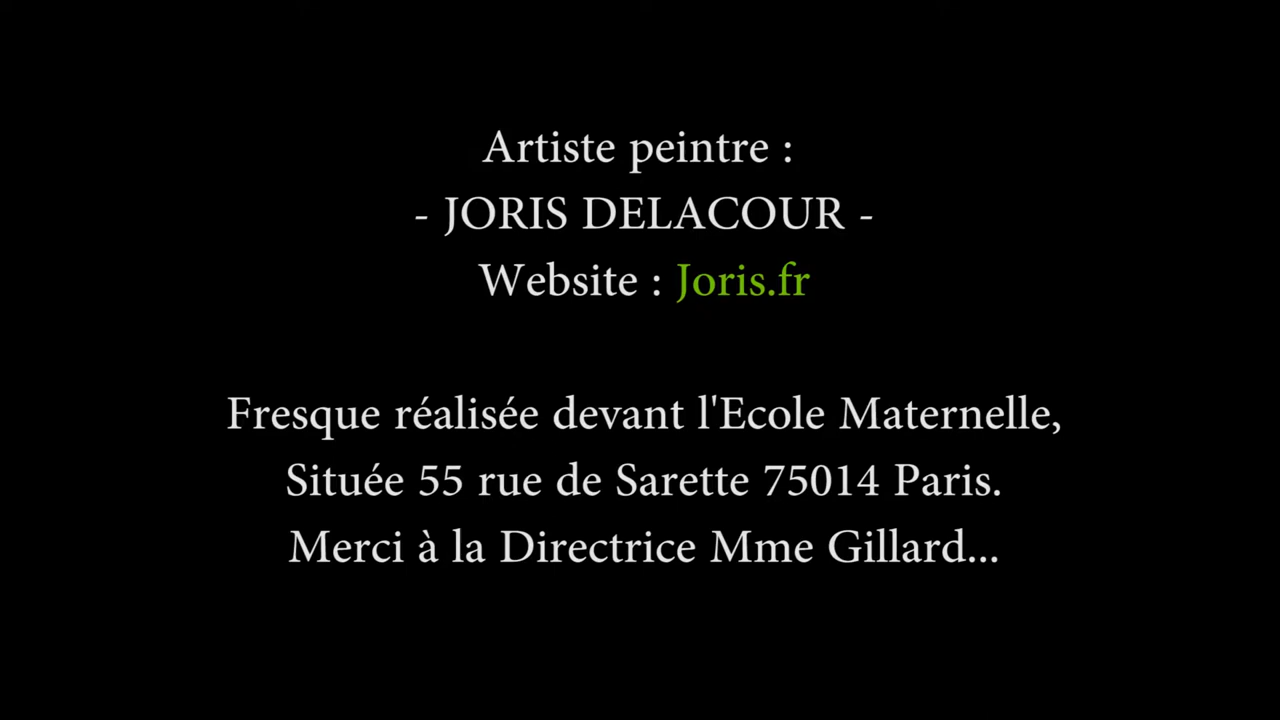 Artiste peintre :
- JORIS DELACOUR -
Website : Joris.fr
Fresque réalisée devant l'Ecole Maternelle,
Située 55 rue de Sarette 75014 Paris.
Merci à la Directrice Mme Gillard...